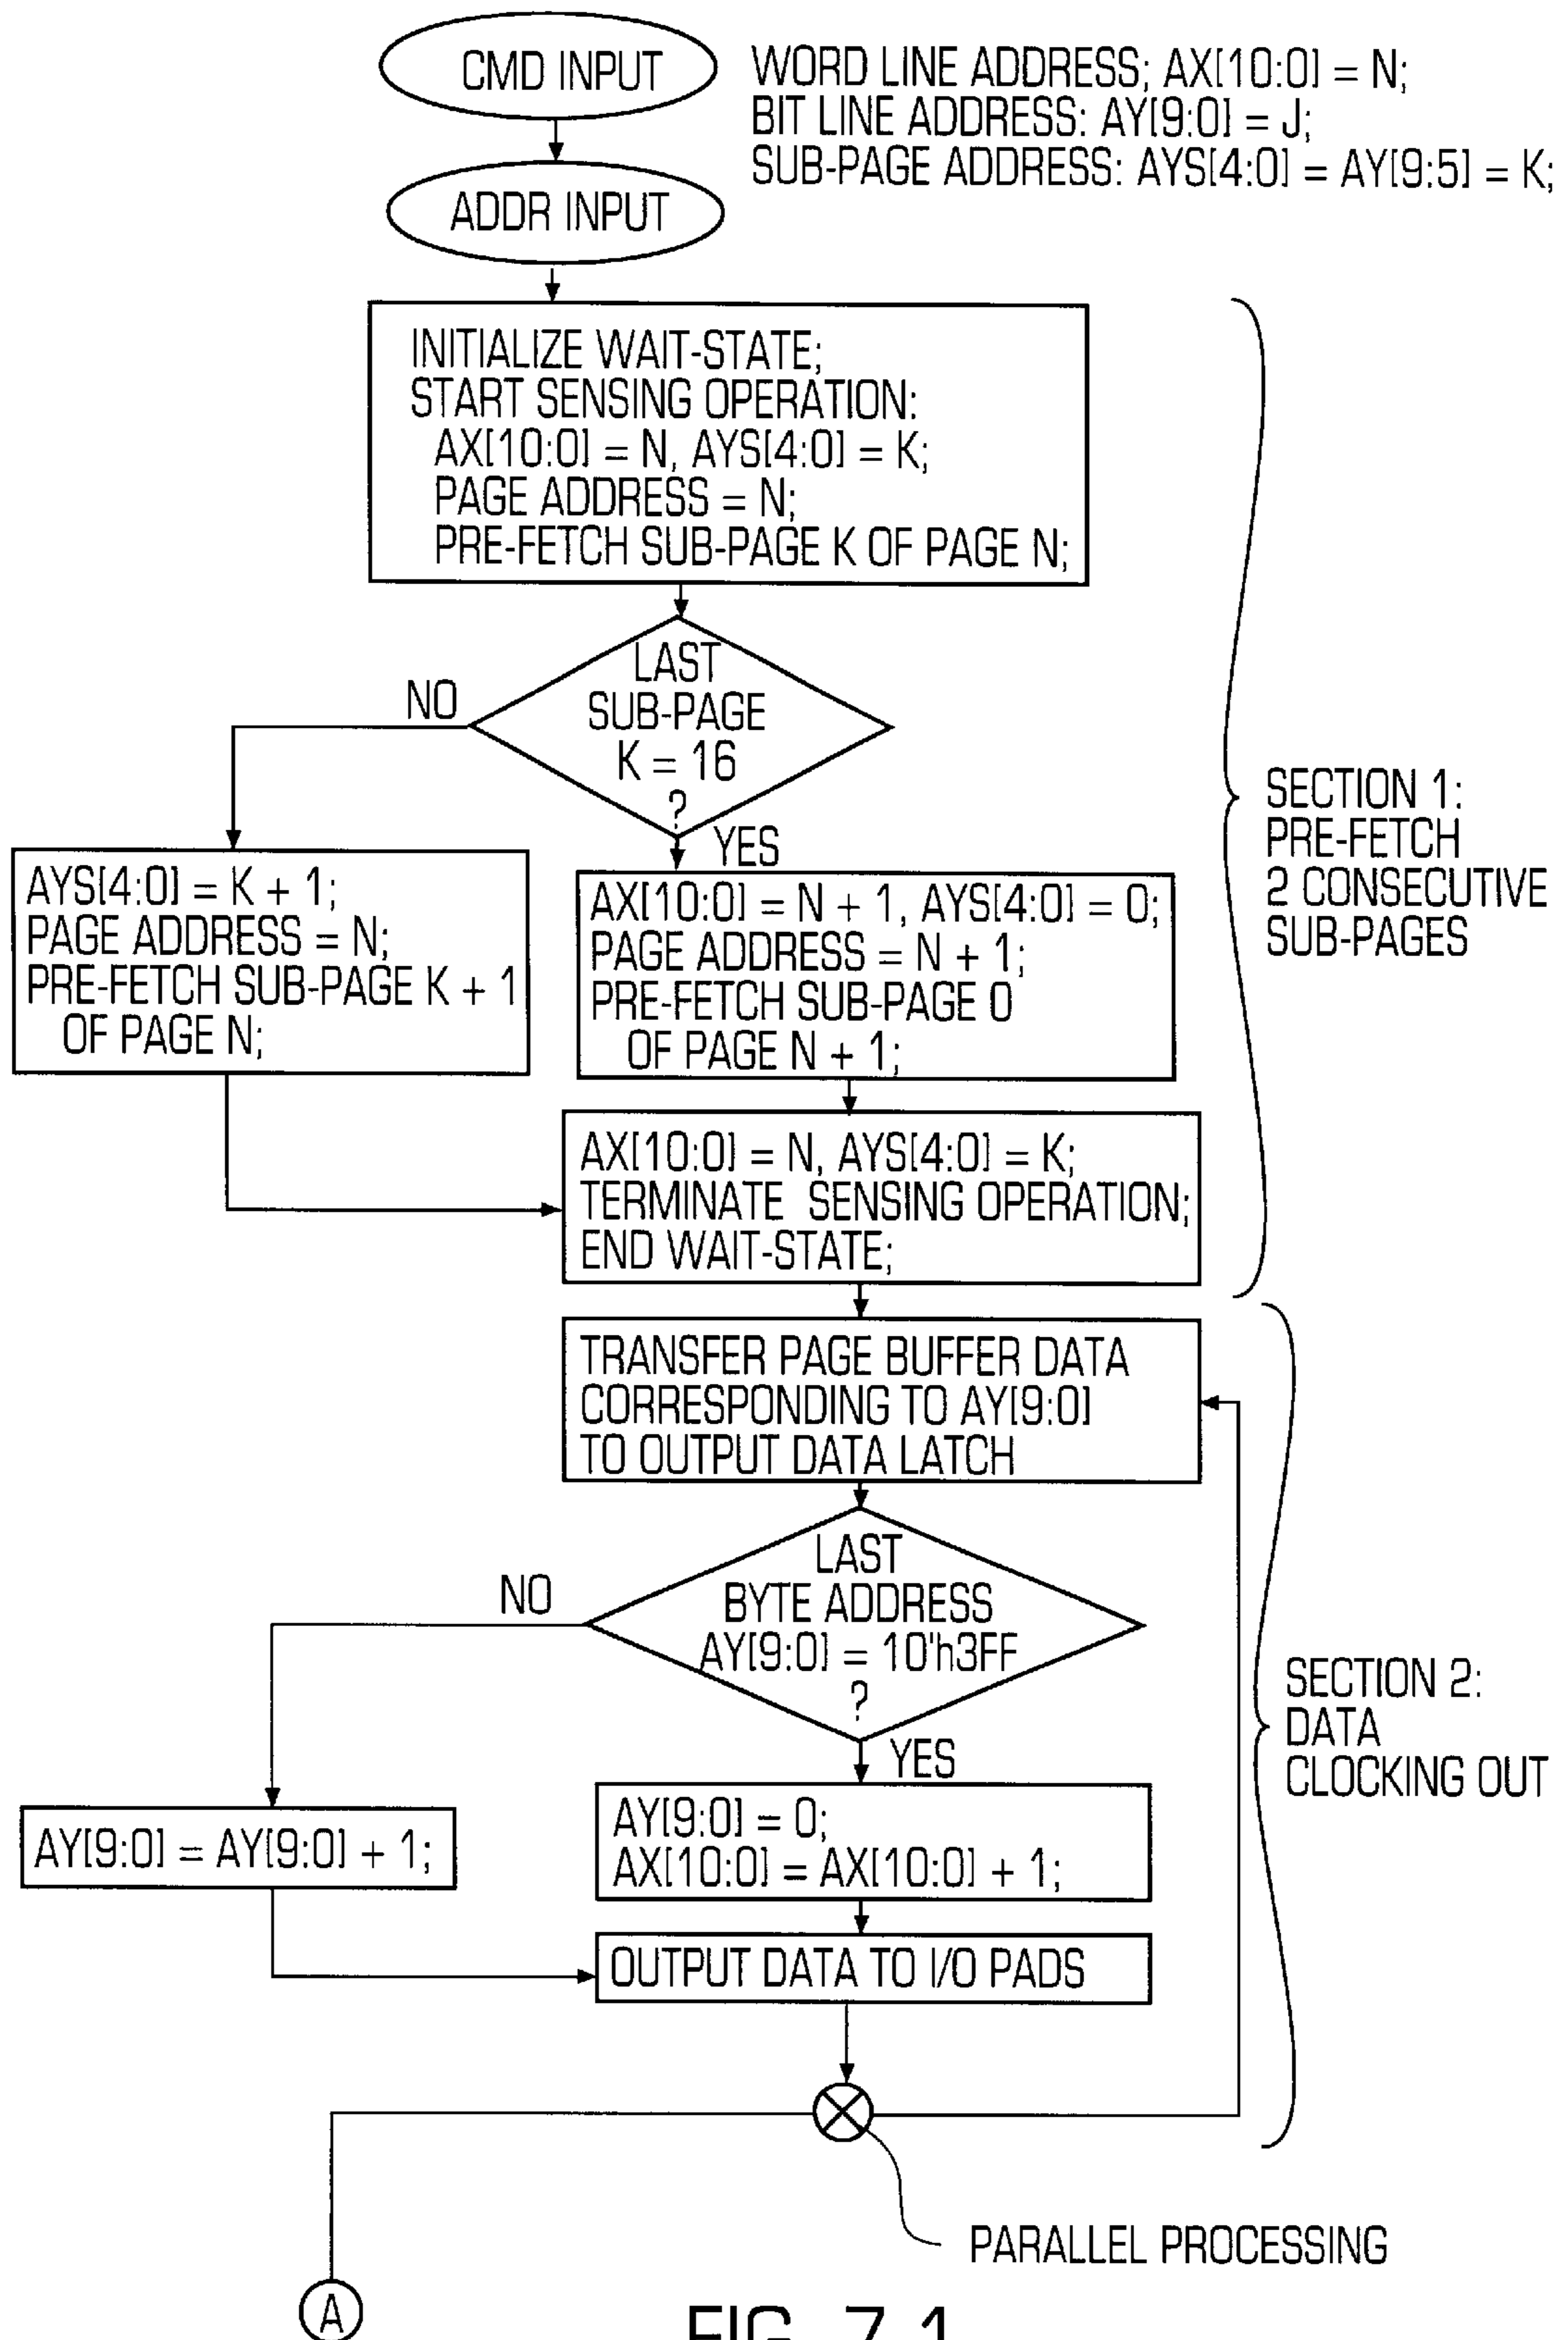 CMD INPUT
WORD LINE ADDRESS; AX[10:0] = N;
BIT LINE ADDRESS: AY[9:0] = J;
SUB-PAGE ADDRESS: AYS[4:0] = AY[9:5] = K;
ADDR INPUT
INITIALIZE WAIT-STATE;
START SENSING OPERATION:
AX[10:0] = N, AYS[4:0] = K;
PAGE ADDRESS = N;
PRE-FETCH SUB-PAGE K OF PAGE N;
LAST
SUB-PAGE
K = 16
?
NO
YES
AYS[4:0] = K + 1;
PAGE ADDRESS = N;
PRE-FETCH SUB-PAGE K + 1
OF PAGE N;
AX[10:0] = N + 1, AYS[4:0] = 0;
PAGE ADDRESS = N + 1;
PRE-FETCH SUB-PAGE 0
OF PAGE N + 1;
AX[10:0] = N, AYS[4:0] = K;
TERMINATE SENSING OPERATION;
END WAIT-STATE;
SECTION 1:
PRE-FETCH
2 CONSECUTIVE
SUB-PAGES
TRANSFER PAGE BUFFER DATA
CORRESPONDING TO AY[9:0]
TO OUTPUT DATA LATCH
LAST
BYTE ADDRESS
AY[9:0] = 10'h3FF
?
NO
YES
AY[9:0] = AY[9:0] + 1;
AY[9:0] = 0;
AX[10:0] = AX[10:0] + 1;
OUTPUT DATA TO I/O PADS
SECTION 2:
DATA
CLOCKING OUT
PARALLEL PROCESSING
A
FIG. 7.1